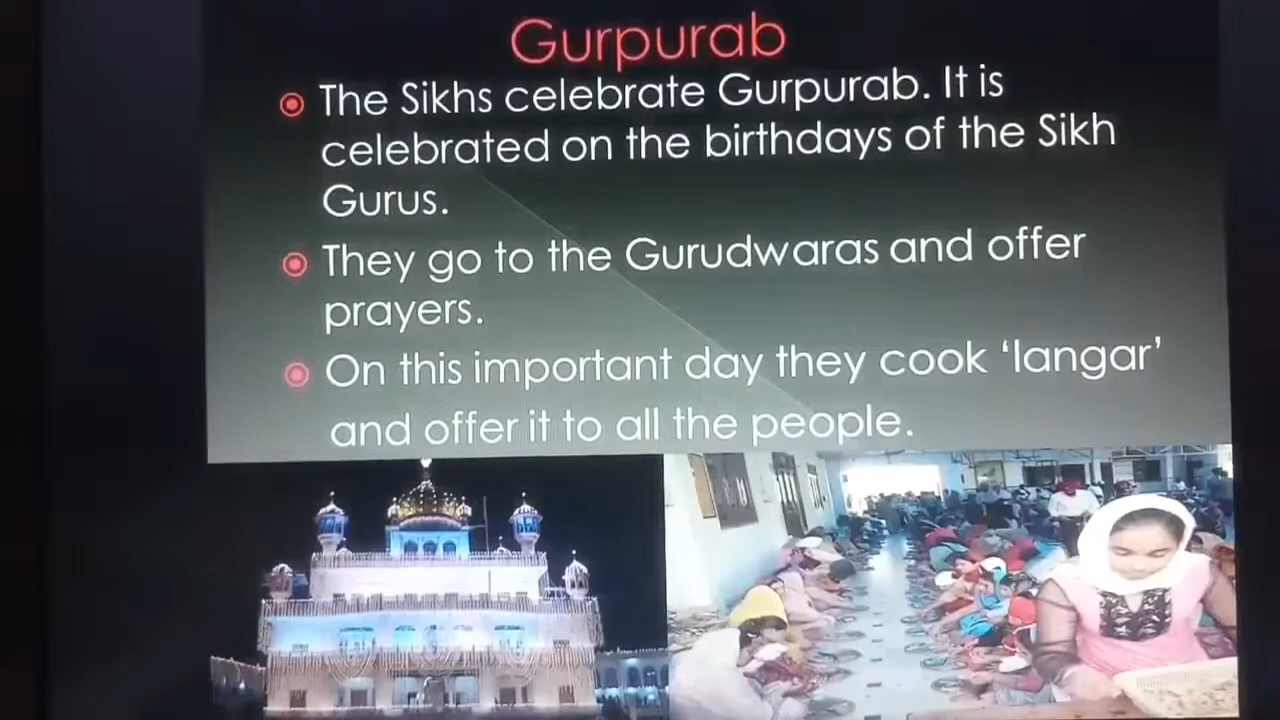 Gurpurab
The Sikhs celebrate Gurpurab. It is
celebrated on the birthdays of the Sikh
Gurus.
They go to the Gurudwaras and offer
prayers.
On this important day they cook ‘langar’
and offer it to all the people.